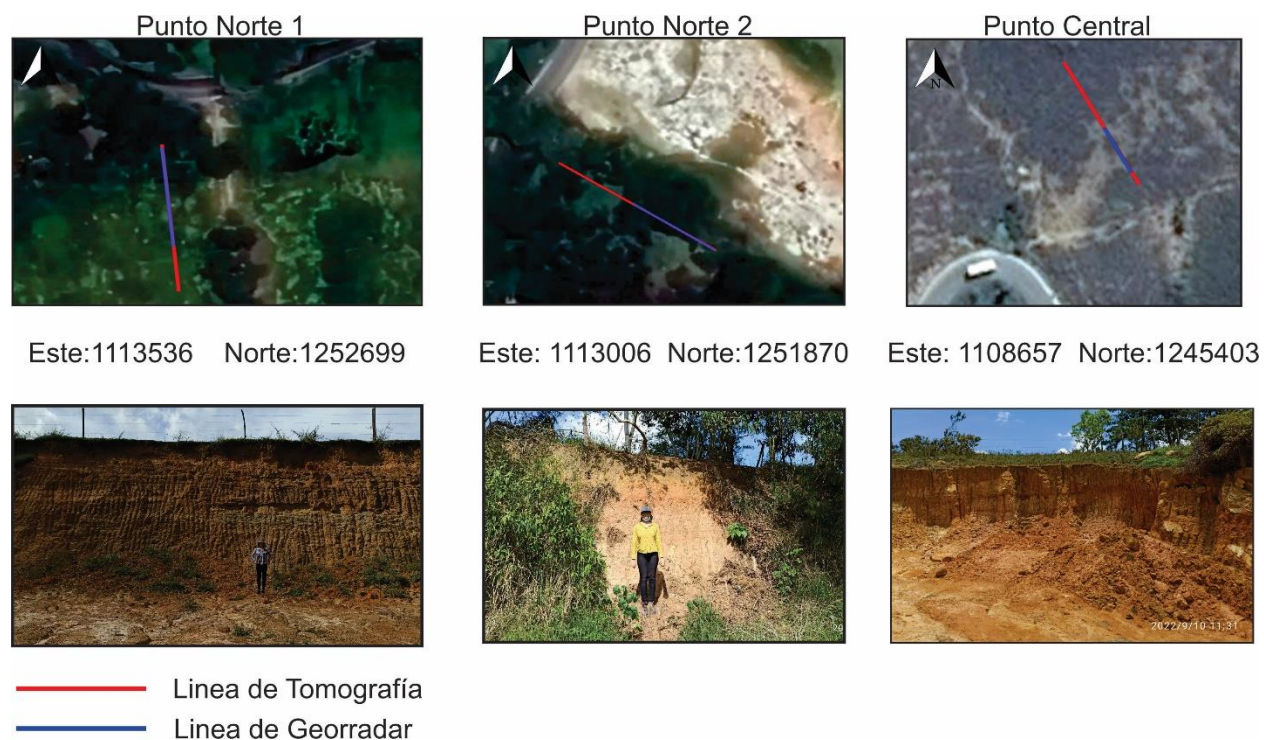 Punto Norte 1
Punto Norte 2
Punto Central
N
Este:1113536 Norte:1252699
Este: 1113006 Norte:1251870
Este: 1108657 Norte:1245403
20
2022/9/10 11:31
Linea de Tomografía
Linea de Georradar